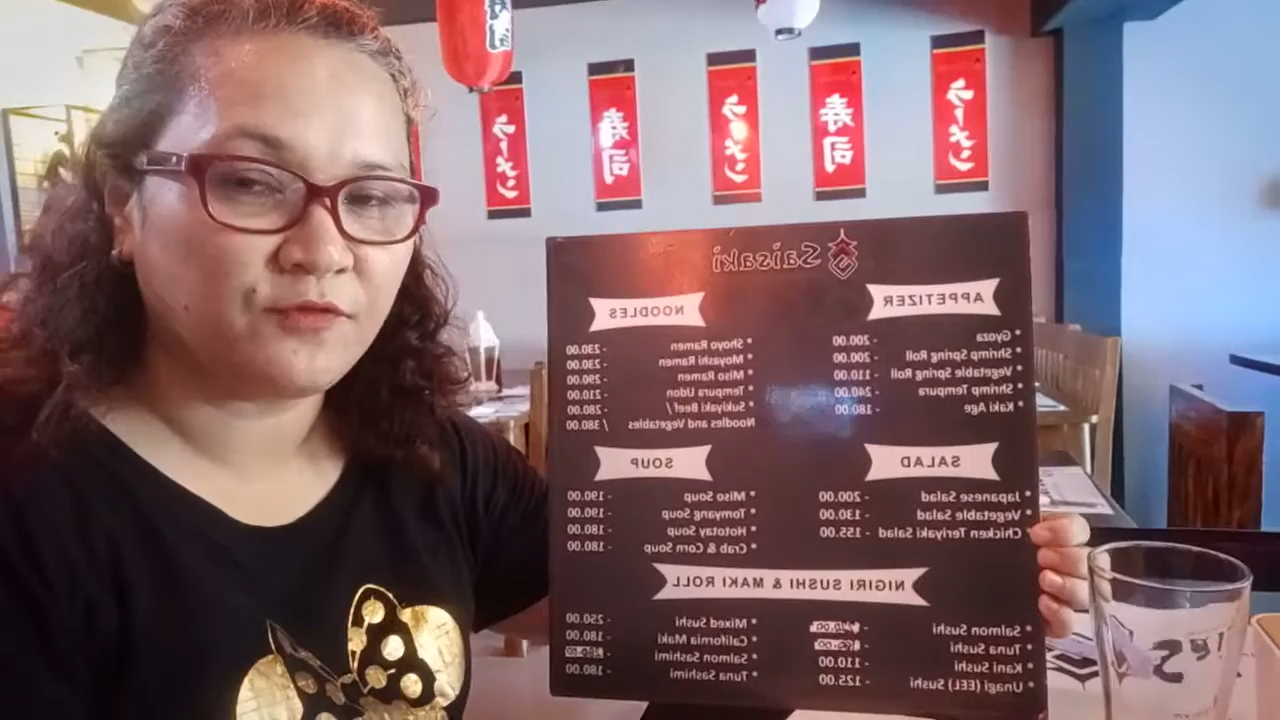 寿司
ラーメン
寿司
ラーメン
寿司
ラーメン
Saisaki
APPETIZER
* Gyoza - 200.00
* Shrimp Spring Roll - 200.00
* Vegetable Spring Roll - 110.00
* Shrimp Tempura - 240.00
* Kaki Age - 180.00
NOODLES
* Shoyo Ramen - 230.00
* Moyashi Ramen - 230.00
* Miso Ramen - 290.00
* Tempura Udon - 210.00
* Sukiyaki Beef / - 280.00
Noodles and Vegetables / 380.00
SALAD
* Japanese Salad - 200.00
* Vegetable Salad - 130.00
Chicken Teriyaki Salad - 155.00
SOUP
* Miso Soup - 190.00
* Tomyang Soup - 190.00
* Hototay Soup - 180.00
* Crab & Corn Soup - 180.00
NIGIRI SUSHI & MAKI ROLL
* Salmon Sushi -
* Tuna Sushi -
* Kani Sushi - 110.00
* Unagi (EEL) Sushi - 125.00
* Mixed Sushi - 250.00
* California Maki - 180.00
* Salmon Sashimi -
* Tuna Sashimi - 180.00